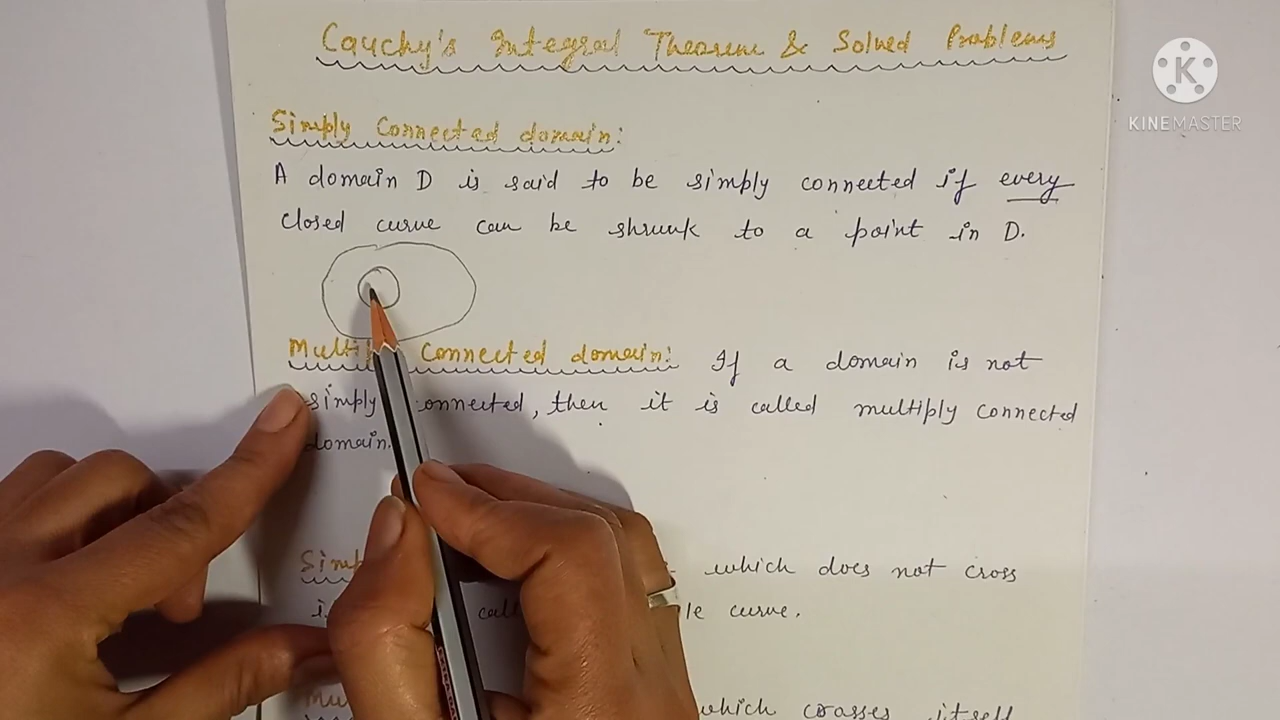 Cauchy's Integral Theorem & Solved Problems
K
KINEMASTER
Simply Connected domain:
A domain D is said to be simply connected if every
closed curve can be shrunk to a point in D.
connected domain: If a domain is not
simply connected, then it is called multiply connected
domain.
which does not cross
curve.
which crosses itself